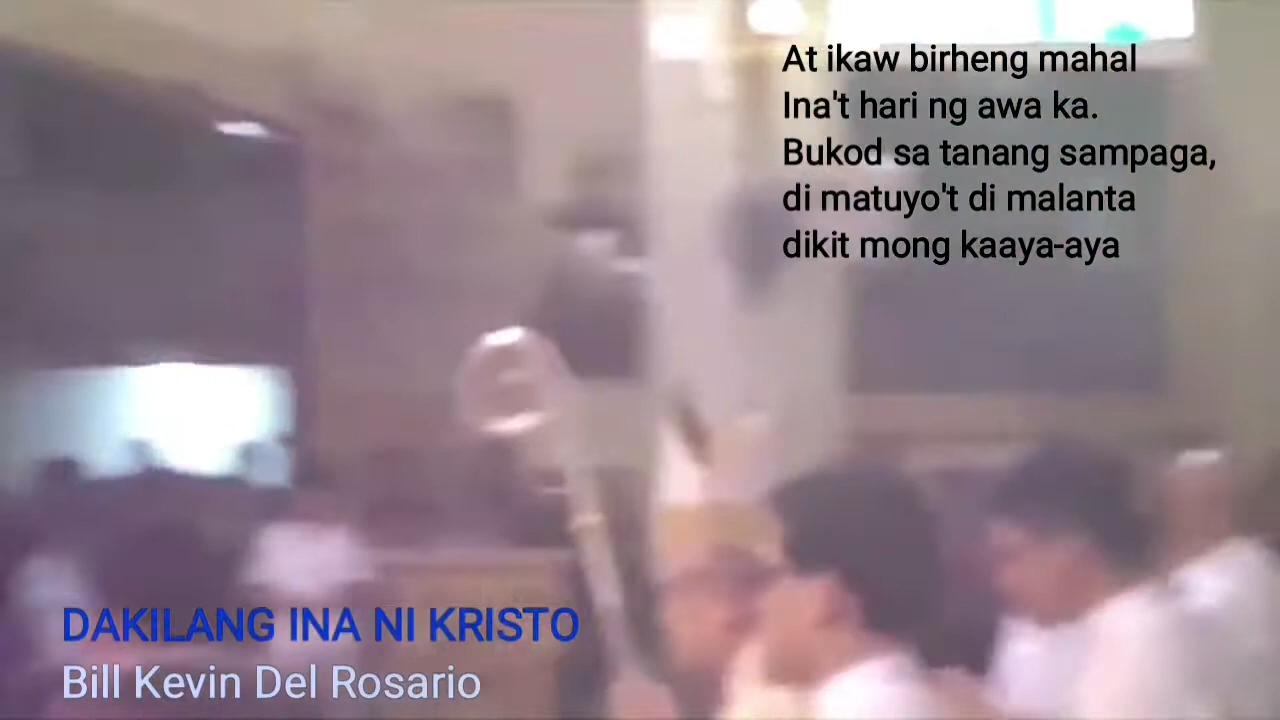 At ikaw birheng mahal
Ina't hari ng awa ka.
Bukod sa tanang sampaga,
di matuyo't di malanta
dikit mong kaaya-aya
DAKILANG INA NI KRISTO
Bill Kevin Del Rosario